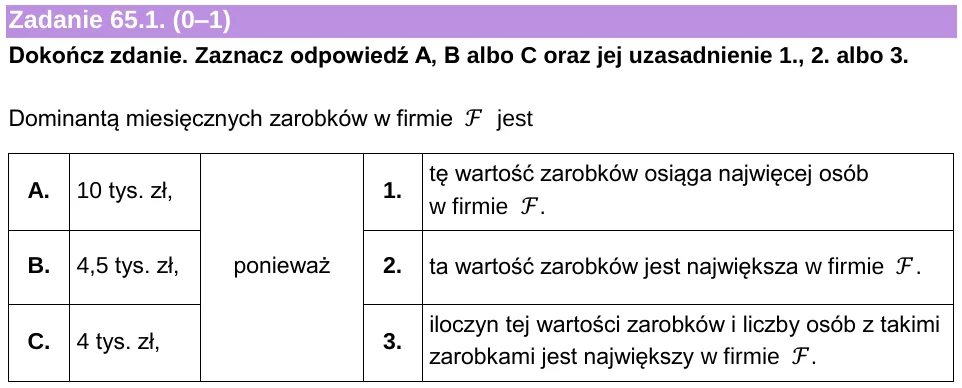 Zadanie 65.1. (0–1)
Dokończ zdanie. Zaznacz odpowiedź A, B albo C oraz jej uzasadnienie 1., 2. albo 3.
Dominantą miesięcznych zarobków w firmie ℱ jest
A. 10 tys. zł, 1. tę wartość zarobków osiąga najwięcej osób
w firmie ℱ.
B. 4,5 tys. zł, ponieważ 2. ta wartość zarobków jest największa w firmie ℱ.
C. 4 tys. zł, 3. iloczyn tej wartości zarobków i liczby osób z takimi
zarobkami jest największy w firmie ℱ.